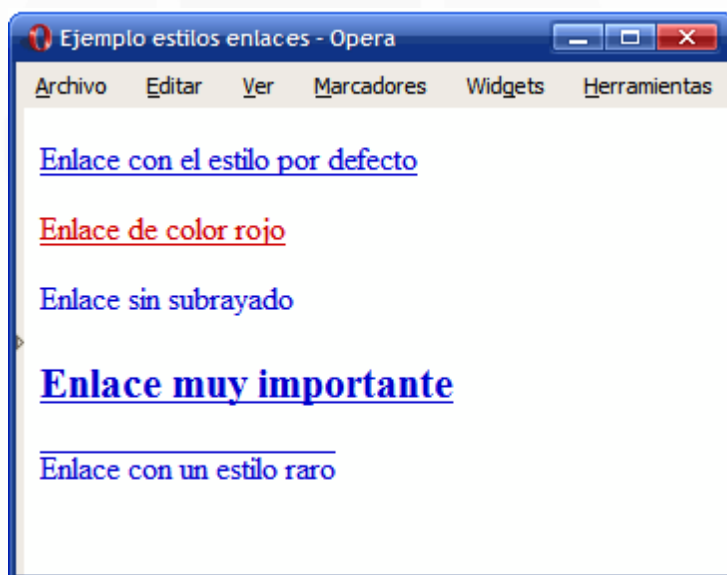 Ejemplo estilos enlaces - Opera
Archivo Editar Ver Marcadores Widgets Herramientas
Enlace con el estilo por defecto
Enlace de color rojo
Enlace sin subrayado
Enlace muy importante
Enlace con un estilo raro